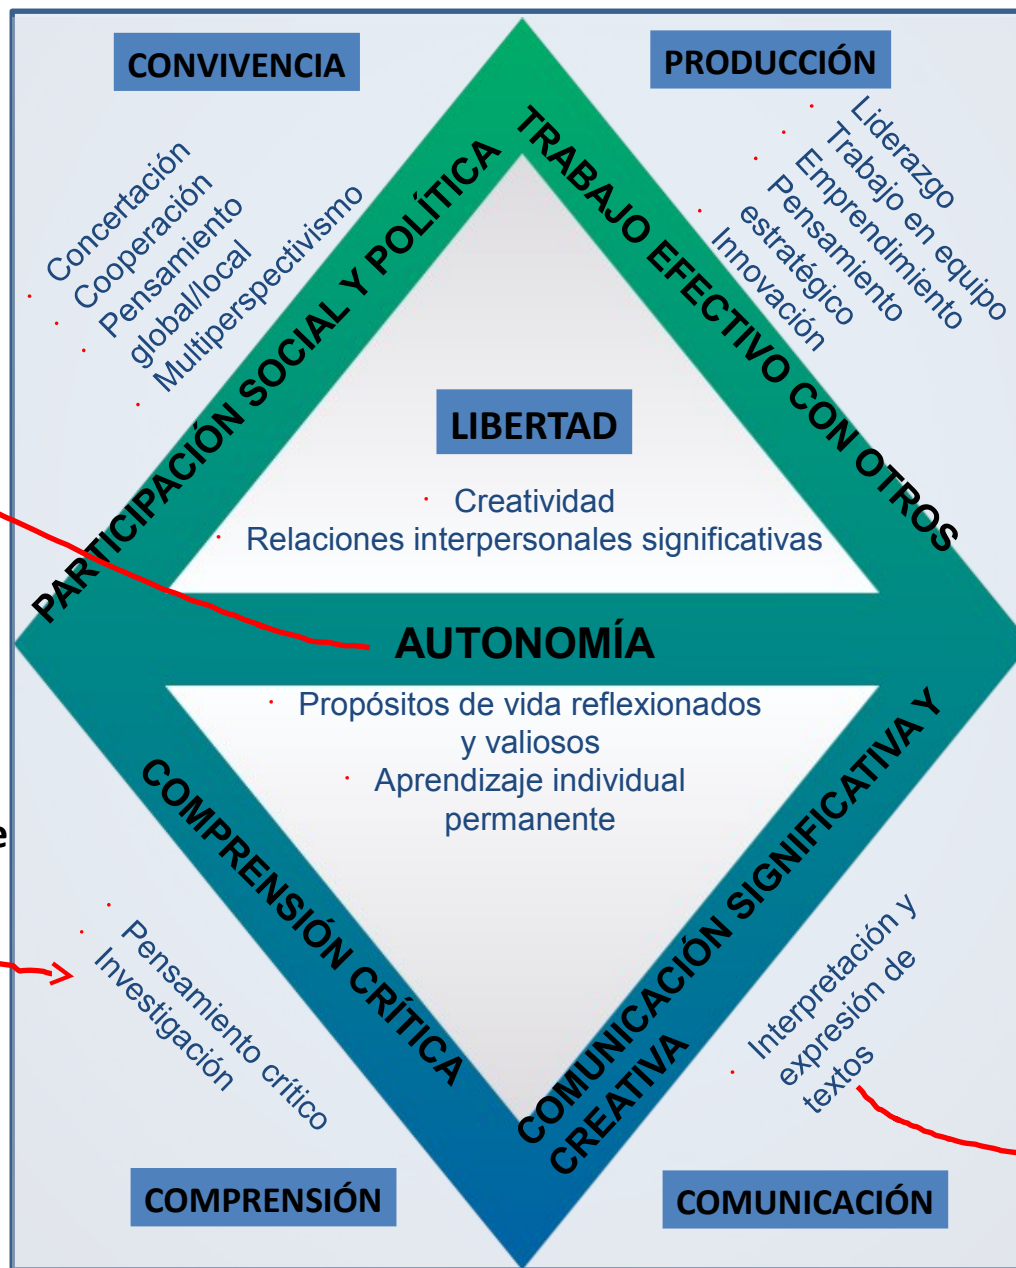 CONVIVENCIA
PRODUCCIÓN
Concertación
Cooperación
Pensamiento
global/local
Multiperspectivismo
PARTICIPACIÓN SOCIAL Y POLÍTICA
TRABAJO EFECTIVO CON OTROS
Liderazgo
Trabajo en equipo
Emprendimiento
Pensamiento
estratégico
Innovación
LIBERTAD
Creatividad
Relaciones interpersonales significativas
AUTONOMÍA
Propósitos de vida reflexionados
y valiosos
Aprendizaje individual
permanente
e
COMPRENSIÓN CRÍTICA
COMUNICACIÓN SIGNIFICATIVA Y
CREATIVA
Pensamiento crítico
Investigación
Interpretación y
expresión de
textos
COMPRENSIÓN
COMUNICACIÓN